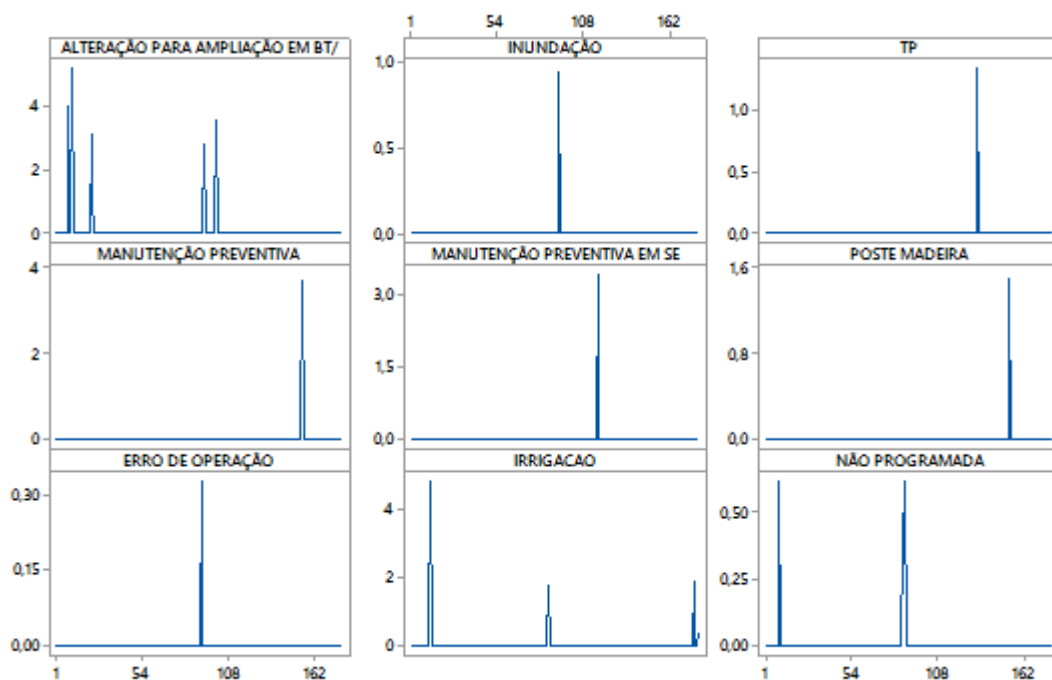 1 54 108 162
ALTERAÇÃO PARA AMPLIAÇÃO EM BT/
4
2
0
INUNDAÇÃO
1,0
0,5
0,0
TP
1,0
0,5
0,0
MANUTENÇÃO PREVENTIVA
4
2
0
MANUTENÇÃO PREVENTIVA EM SE
3,0
1,5
0,0
POSTE MADEIRA
1,6
0,8
0,0
ERRO DE OPERAÇÃO
0,30
0,15
0,00
1 54 108 162
IRRIGACAO
4
2
0
NÃO PROGRAMADA
0,50
0,25
0,00
1 54 108 162